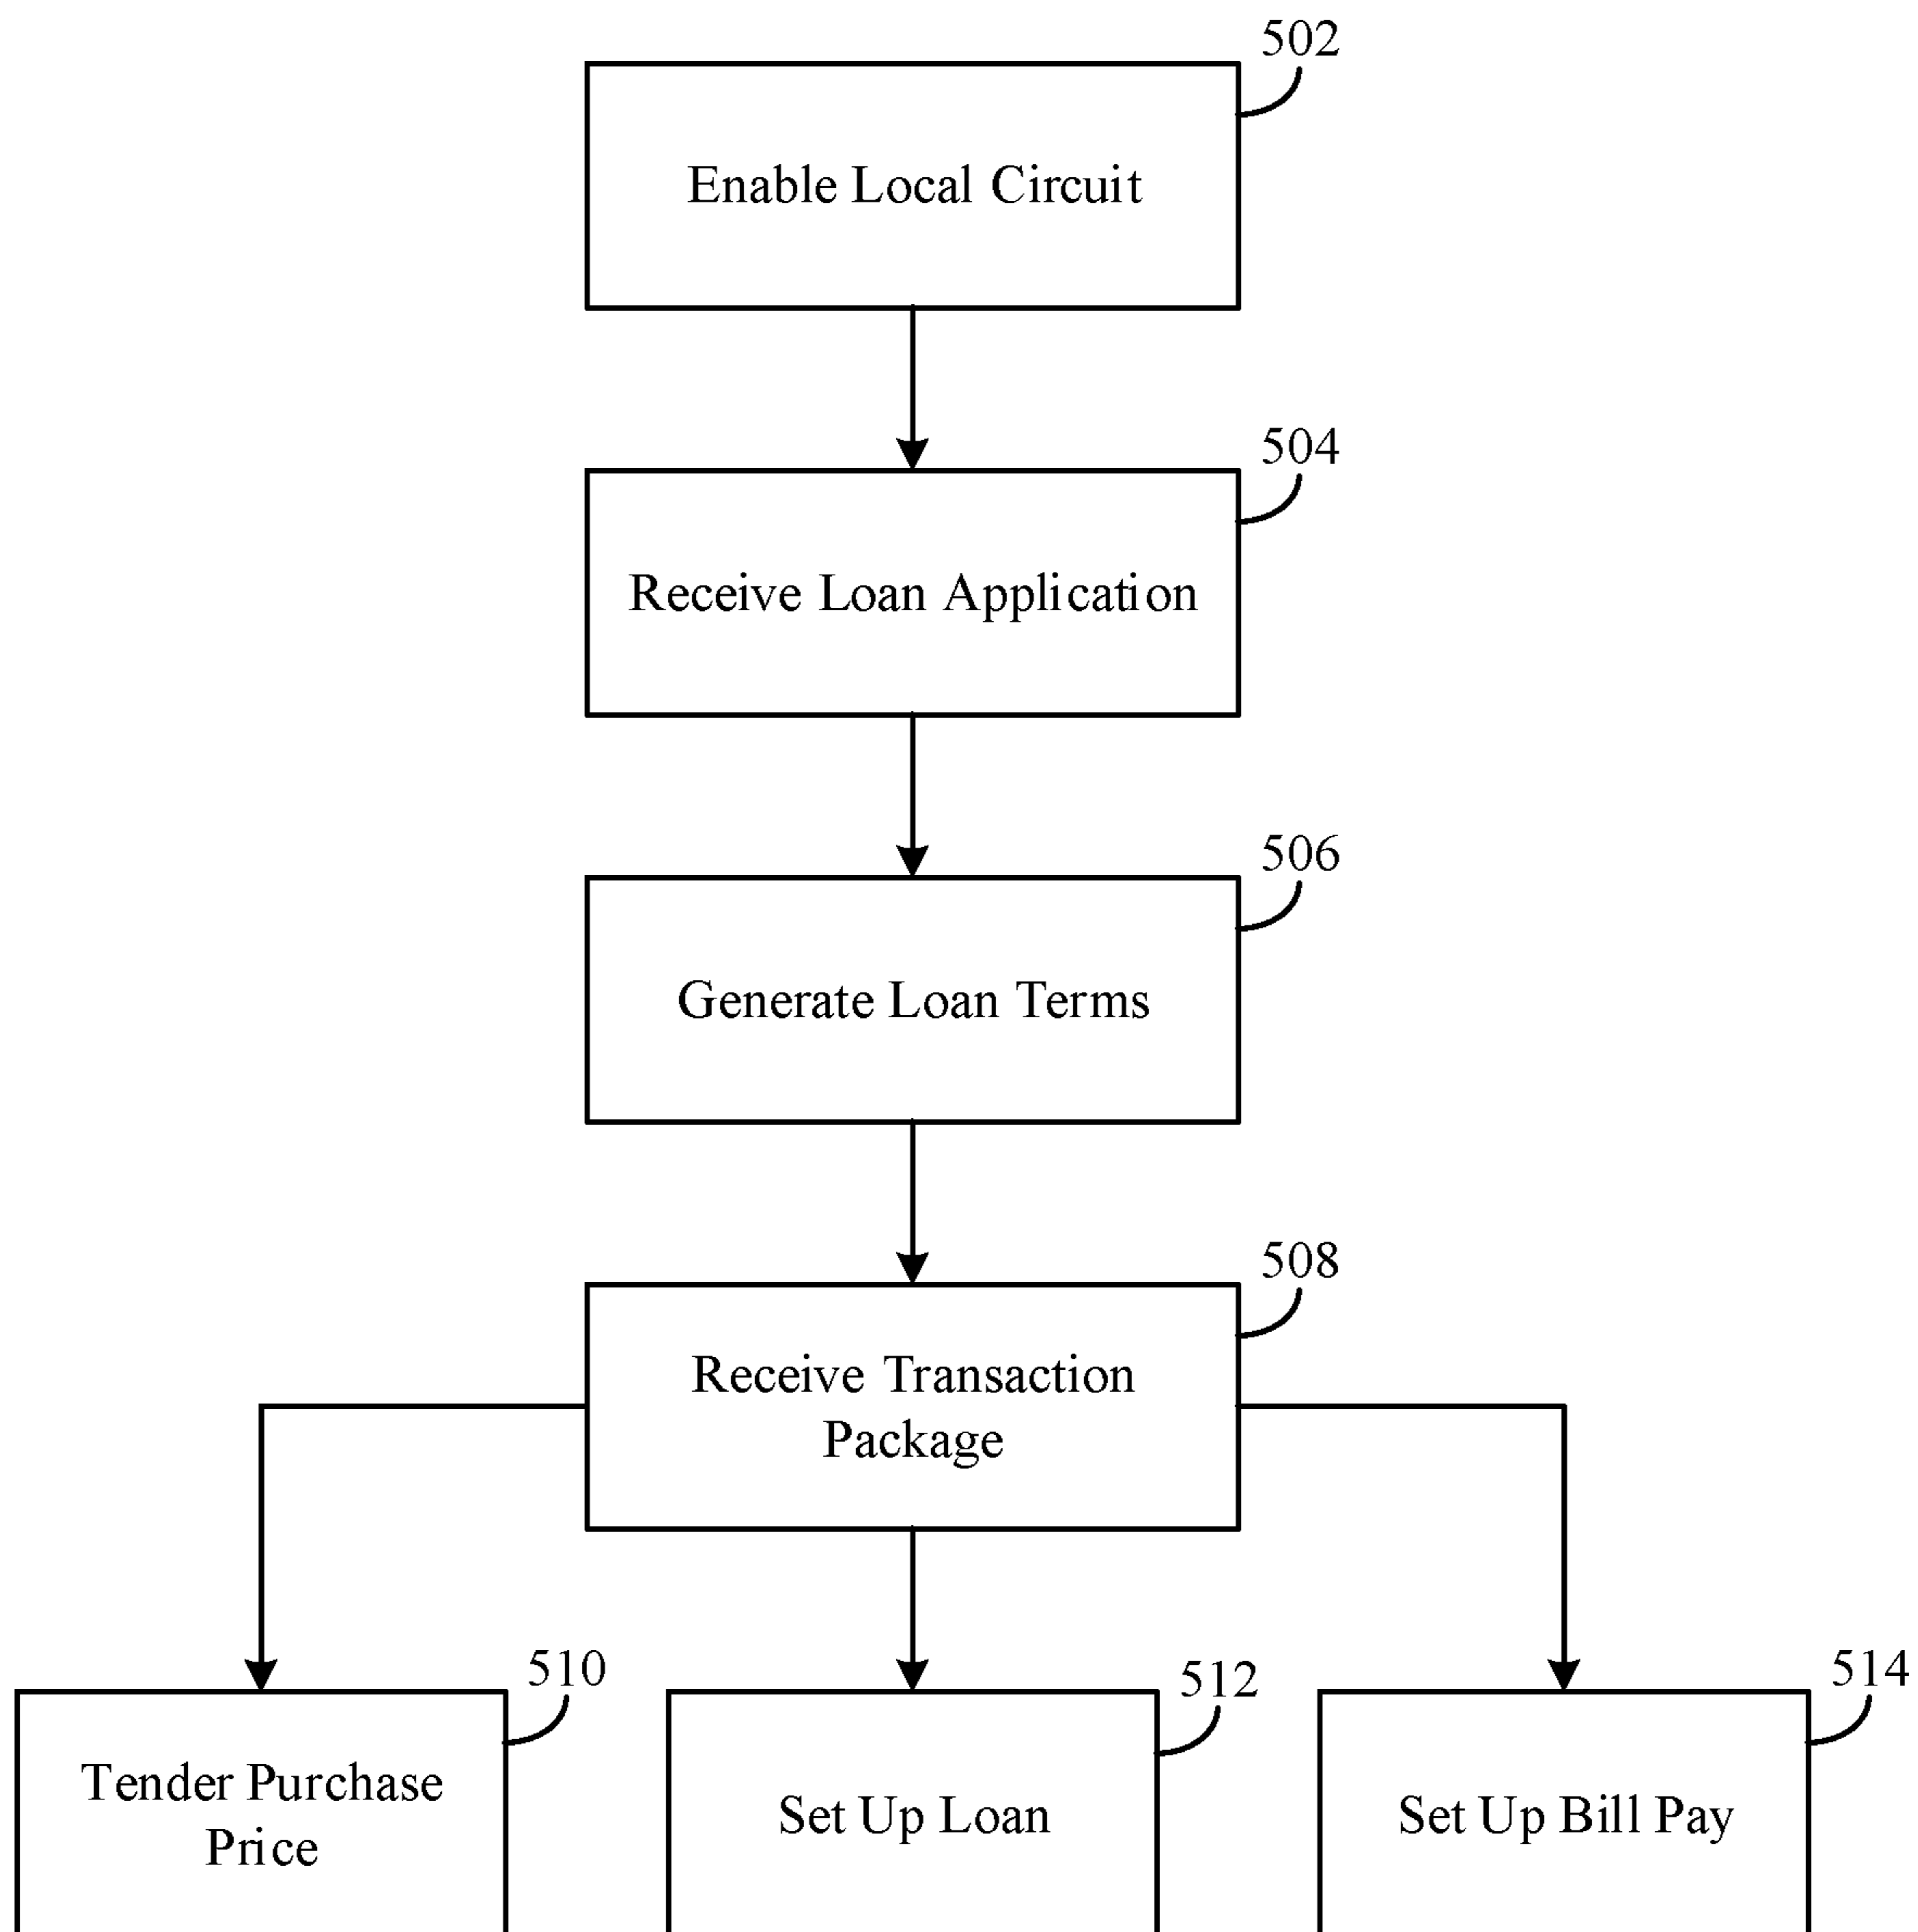 502
Enable Local Circuit
504
Receive Loan Application
506
Generate Loan Terms
508
Receive Transaction
Package
510
512
514
Tender Purchase
Price
Set Up Loan
Set Up Bill Pay